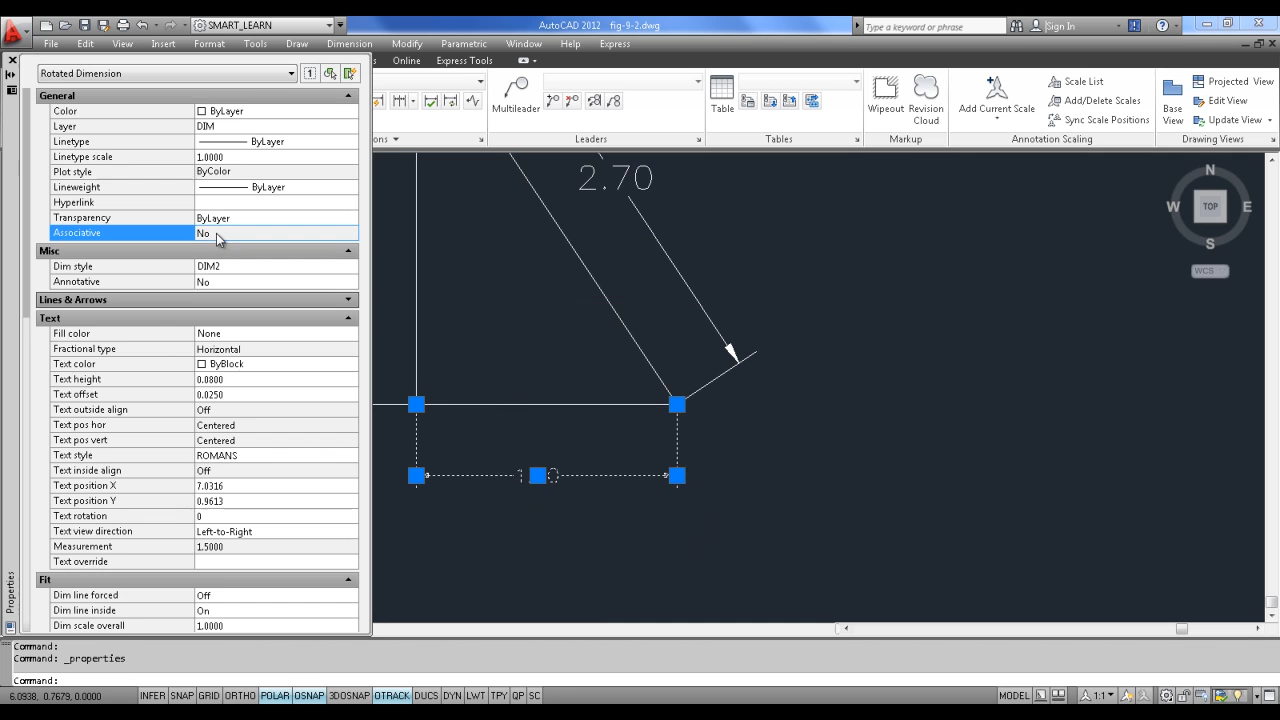 SMART_LEARN
AutoCAD 2012 fig-9-2.dwg
Type a keyword or phrase
Sign In
File Edit View Insert Format Tools Draw Dimension Modify Parametric Window Help Express
Online Express Tools
Rotated Dimension
General
Color ByLayer
Layer DIM
Linetype ByLayer
Linetype scale 1.0000
Plot style ByColor
Lineweight ByLayer
Hyperlink
Transparency ByLayer
Associative No
Misc
Dim style DIM2
Annotative No
Lines & Arrows
Text
Fill color None
Fractional type Horizontal
Text color ByBlock
Text height 0.0800
Text offset 0.0250
Text outside align Off
Text pos hor Centered
Text pos vert Centered
Text style ROMANS
Text inside align Off
Text position X 7.0316
Text position Y 0.9613
Text rotation 0
Text view direction Left-to-Right
Measurement 1.5000
Text override
Fit
Dim line forced Off
Dim line inside On
Dim scale overall 1.0000
Properties
Multileader
Leaders
Table
Tables
Wipeout
Revision Cloud
Markup
Add Current Scale
Scale List
Add/Delete Scales
Sync Scale Positions
Annotation Scaling
Base View
Projected View
Edit View
Update View
Drawing Views
2.70
N
W TOP E
S
WCS
Command:
Command: _properties
Command:
6.0938, 0.7679, 0.0000 INFER SNAP GRID ORTHO POLAR OSNAP 3DOSNAP OTRACK DUCS DYN LWT TPY QP SC MODEL 1:1